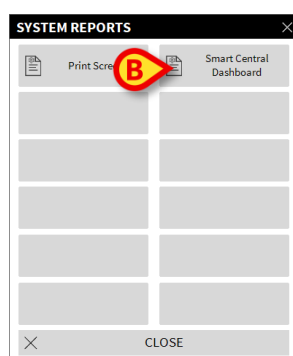 SYSTEM REPORTS
Print Scre
B
Smart Central
Dashboard
CLOSE